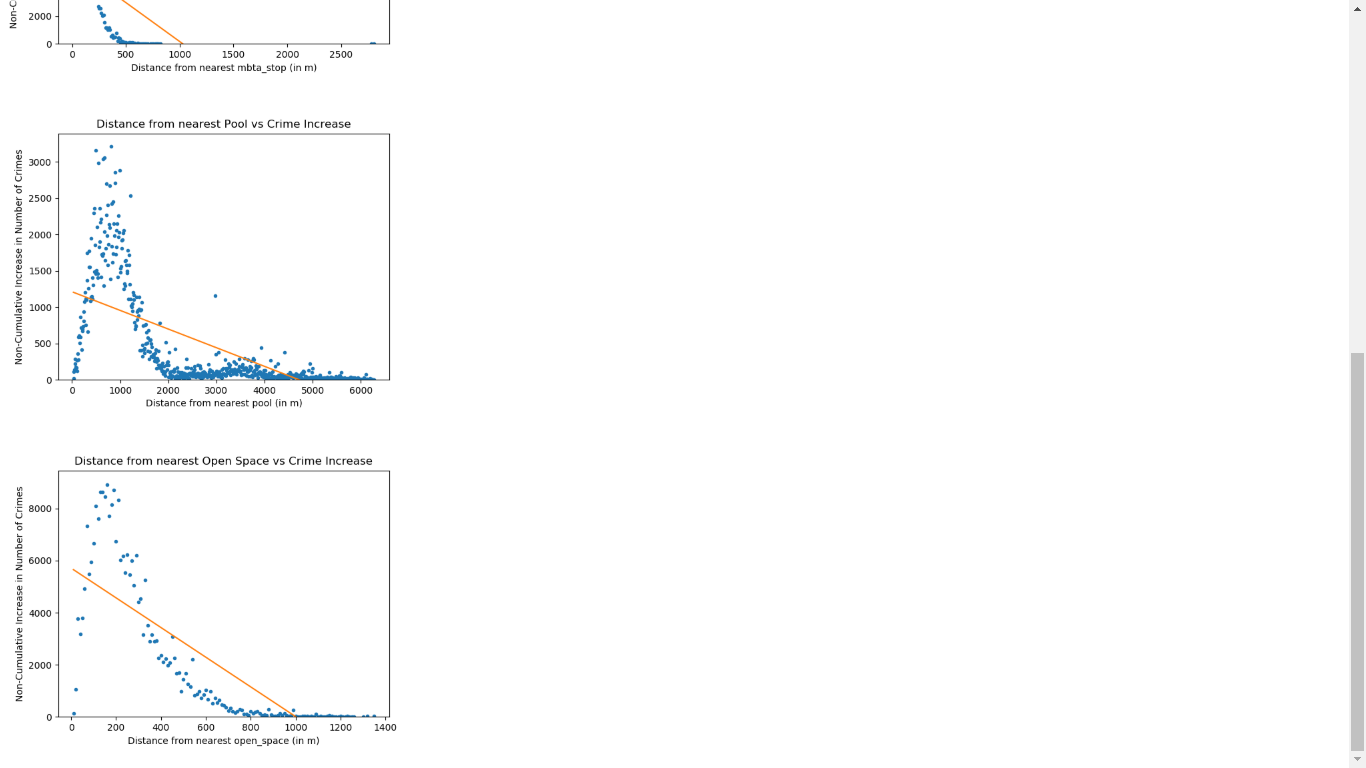 Non-C
2000
0
0 500 1000 1500 2000 2500
Distance from nearest mbta_stop (in m)
Distance from nearest Pool vs Crime Increase
Non-Cumulative Increase in Number of Crimes
3000
2500
2000
1500
1000
500
0
0 1000 2000 3000 4000 5000 6000
Distance from nearest pool (in m)
Distance from nearest Open Space vs Crime Increase
Non-Cumulative Increase in Number of Crimes
8000
6000
4000
2000
0
0 200 400 600 800 1000 1200 1400
Distance from nearest open_space (in m)